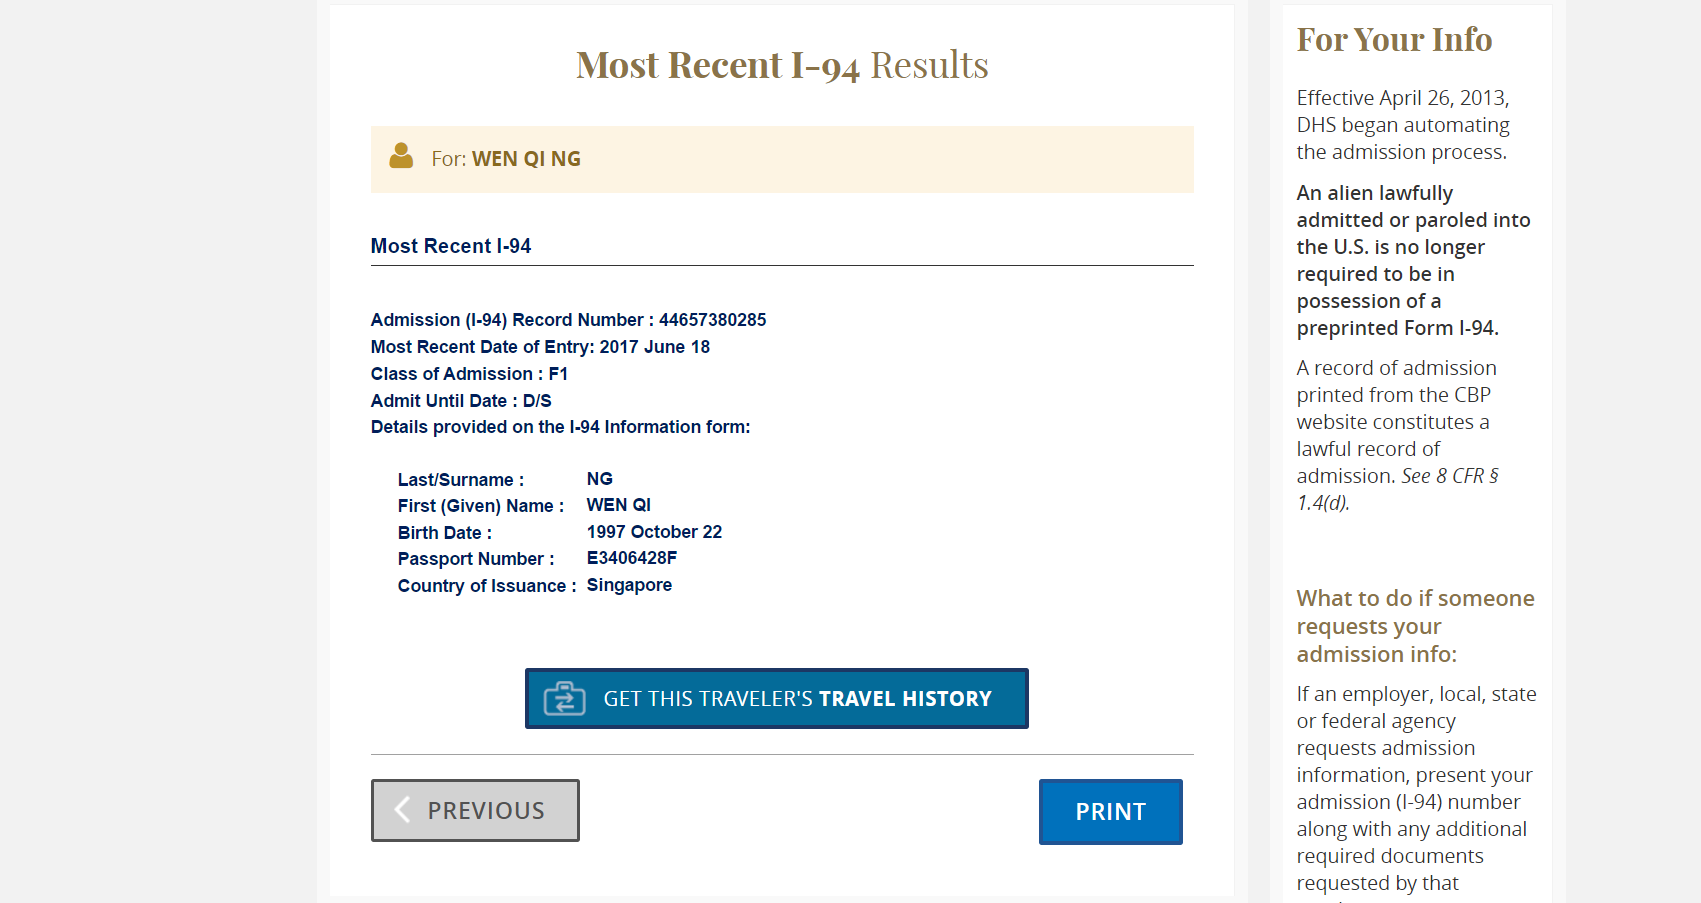 Most Recent I-94 Results
For: WEN QI NG
Most Recent I-94
Admission (I-94) Record Number : 44657380285
Most Recent Date of Entry: 2017 June 18
Class of Admission : F1
Admit Until Date : D/S
Details provided on the I-94 Information form:
Last/Surname : NG
First (Given) Name : WEN QI
Birth Date : 1997 October 22
Passport Number : E3406428F
Country of Issuance : Singapore
GET THIS TRAVELER'S TRAVEL HISTORY
PREVIOUS
PRINT
For Your Info
Effective April 26, 2013,
DHS began automating
the admission process.
An alien lawfully
admitted or paroled into
the U.S. is no longer
required to be in
possession of a
preprinted Form I-94.
A record of admission
printed from the CBP
website constitutes a
lawful record of
admission. See 8 CFR §
1.4(d).
What to do if someone
requests your
admission info:
If an employer, local, state
or federal agency
requests admission
information, present your
admission (I-94) number
along with any additional
required documents
requested by that